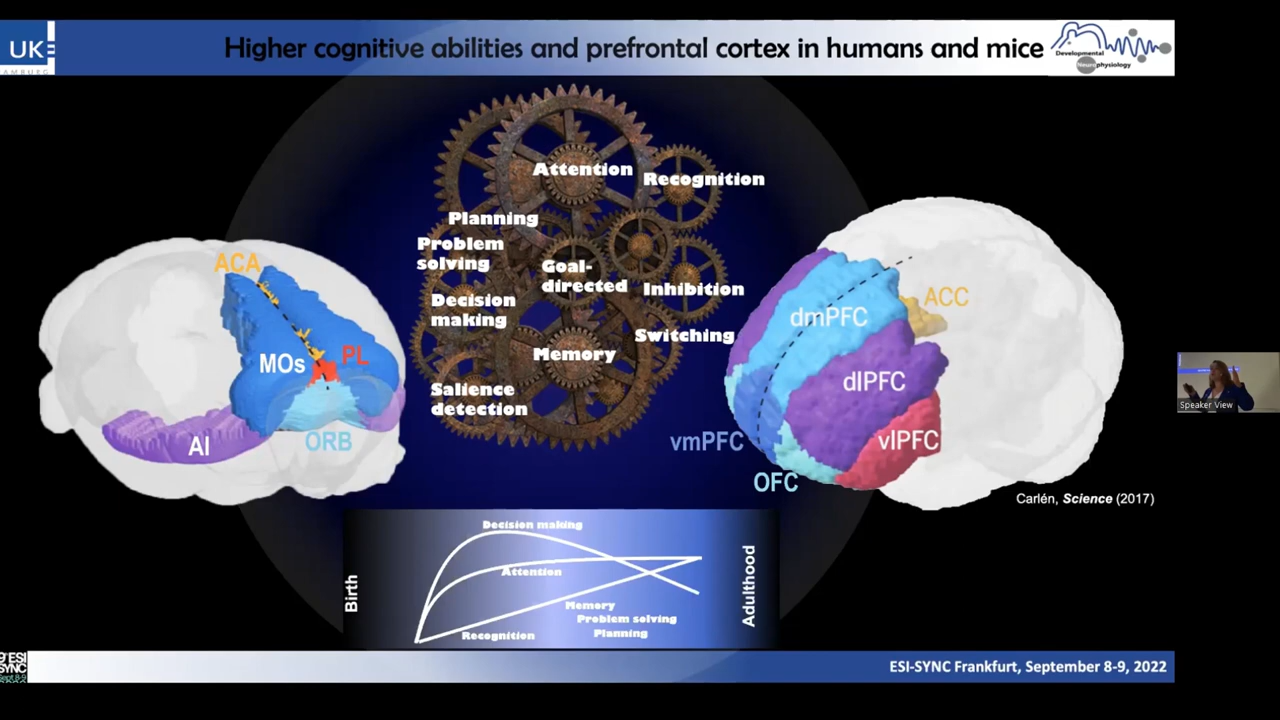 UKE
HAMBURG
Higher cognitive abilities and prefrontal cortex in humans and mice
Developmental
Neurophysiology
Attention
Recognition
Planning
Problem
solving
Goal-
directed
Inhibition
Decision
making
Switching
Memory
Salience
detection
ACA
MOs
PL
AI
ORB
dmPFC
ACC
dlPFC
vlPFC
vmPFC
OFC
Carlén, Science (2017)
Speaker View
Birth
Decision making
Attention
Memory
Problem solving
Planning
Recognition
Adulthood
ESI
SYNC
ESI-SYNC Frankfurt, September 8-9, 2022